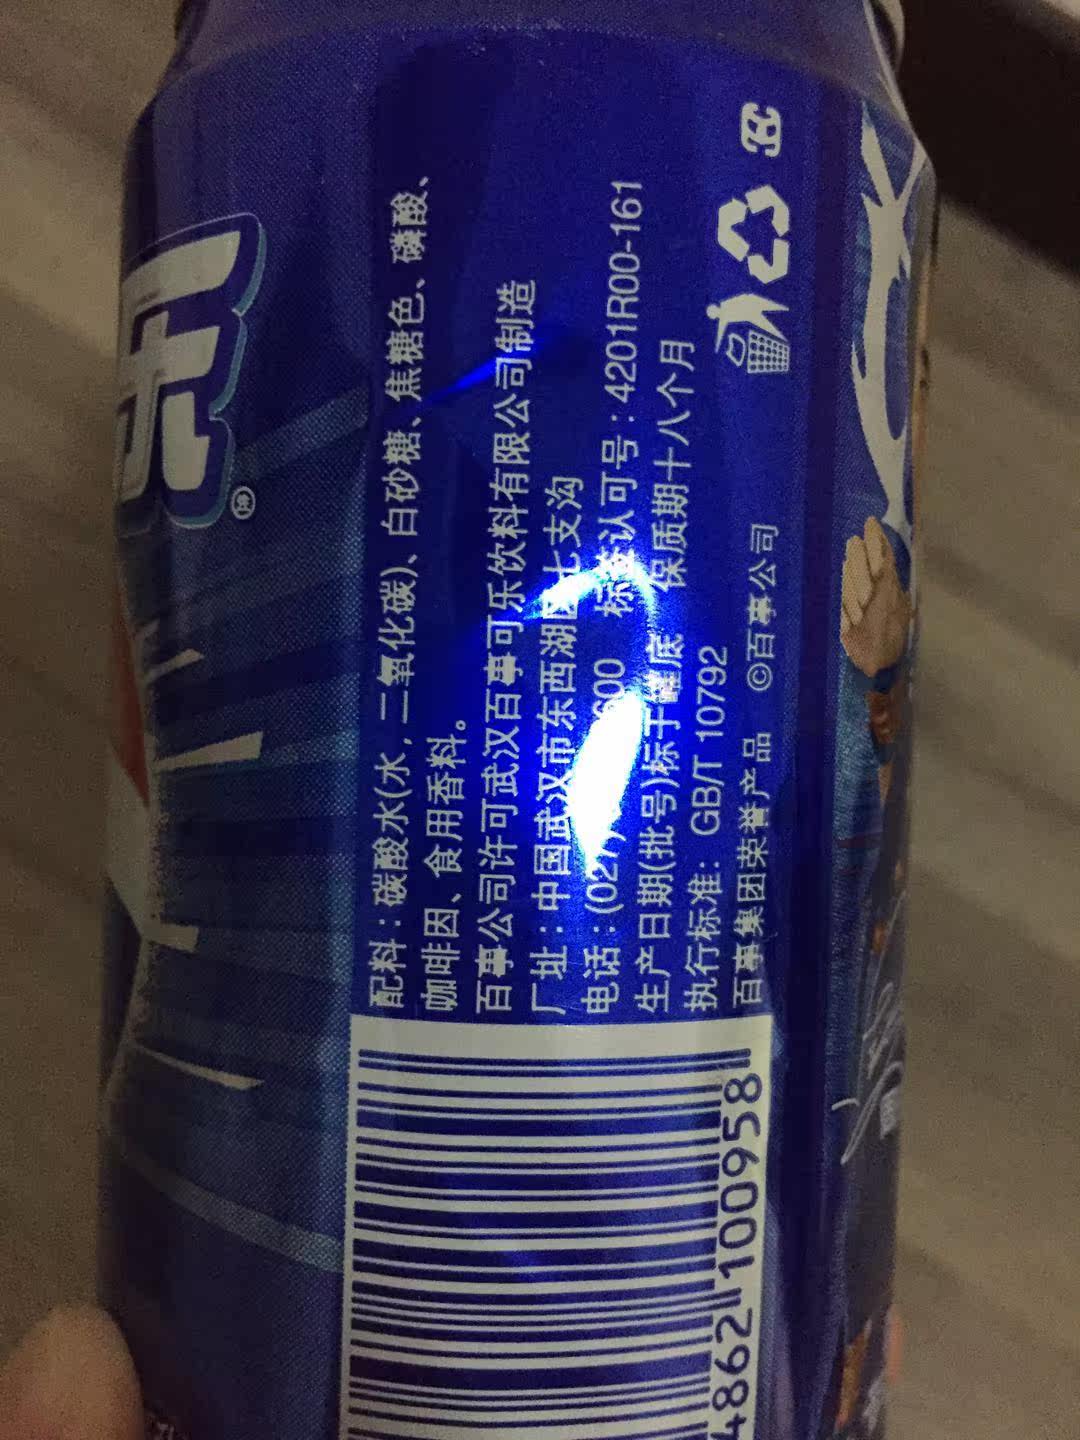 乐
配料：碳酸水(水，二氧化碳)、白砂糖、焦糖色、磷酸、
咖啡因、食用香料。
百事公司许可武汉百事可乐饮料有限公司制造
厂址：中国武汉市东西湖区七支沟
电话：(027) 600 标签认可号：4201R00-161
生产日期(批号)标于罐底 保质期十八个月
执行标准：GB/T 10792
百事集团荣誉产品 ©百事公司
4862 100958